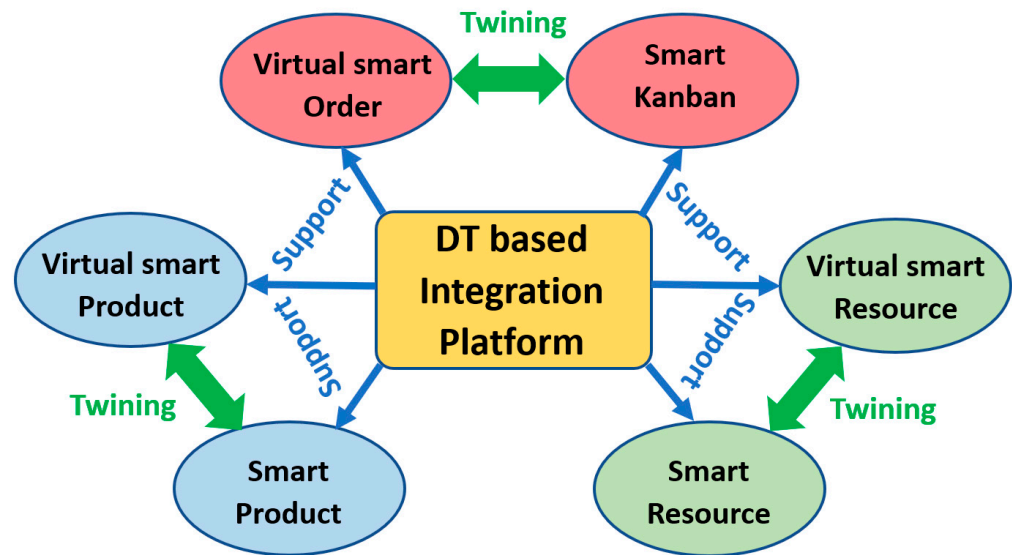 Twining
Virtual smart
Order
Smart
Kanban
Support
Support
Virtual smart
Product
DT based
Integration
Platform
Virtual smart
Resource
Support
Support
Twining
Twining
Smart
Product
Smart
Resource